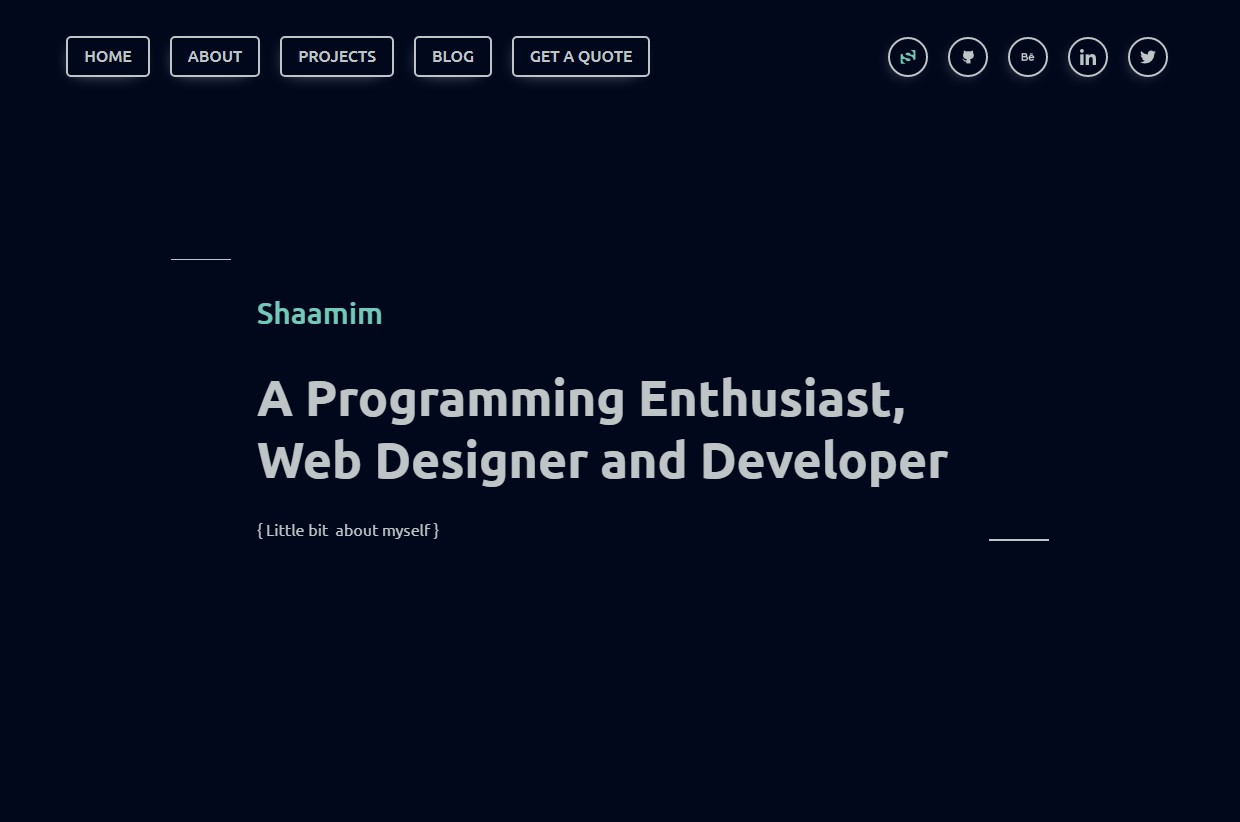 HOME ABOUT PROJECTS BLOG GET A QUOTE Bē in
Shaamim
A Programming Enthusiast,
Web Designer and Developer
{ Little bit about myself }